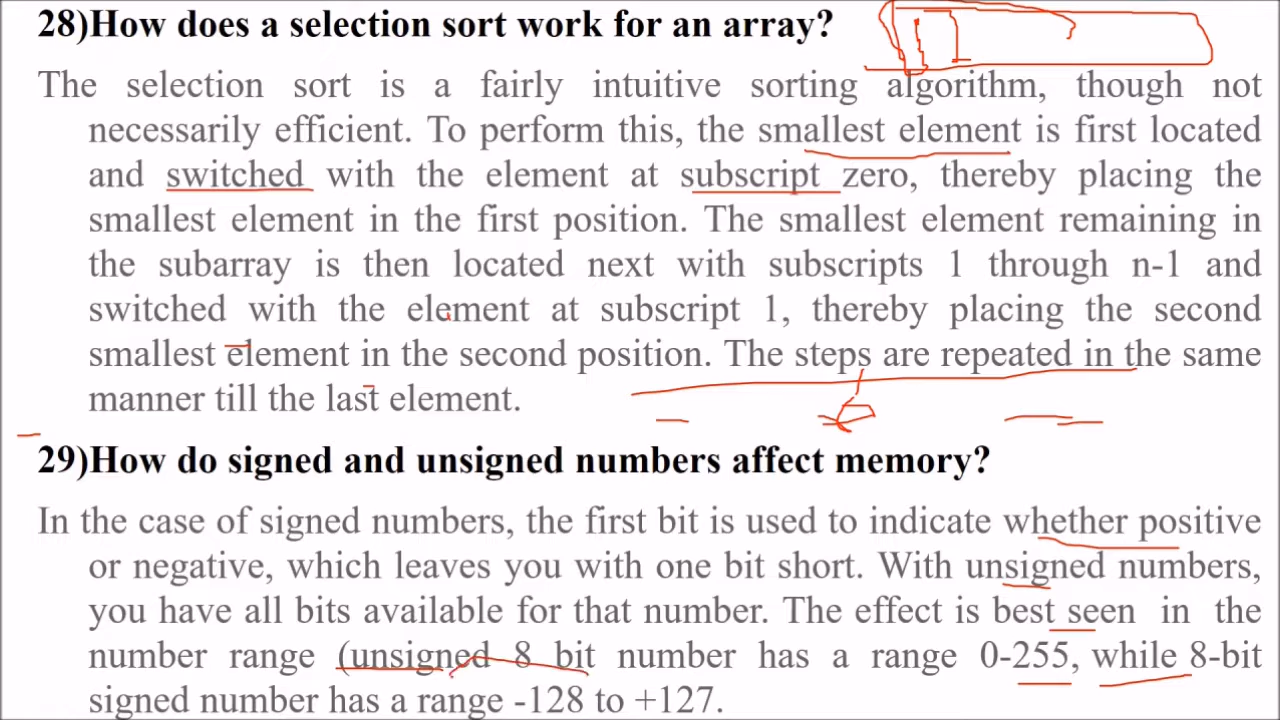 28)How does a selection sort work for an array?
The selection sort is a fairly intuitive sorting algorithm, though not
necessarily efficient. To perform this, the smallest element is first located
and switched with the element at subscript zero, thereby placing the
smallest element in the first position. The smallest element remaining in
the subarray is then located next with subscripts 1 through n-1 and
switched with the element at subscript 1, thereby placing the second
smallest element in the second position. The steps are repeated in the same
manner till the last element.
29)How do signed and unsigned numbers affect memory?
In the case of signed numbers, the first bit is used to indicate whether positive
or negative, which leaves you with one bit short. With unsigned numbers,
you have all bits available for that number. The effect is best seen in the
number range (unsigned 8 bit number has a range 0-255, while 8-bit
signed number has a range -128 to +127.